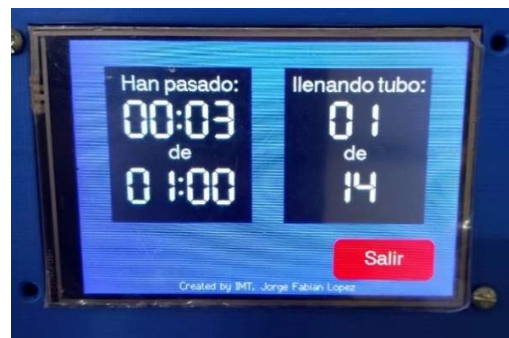 Han pasado:
00:03
de
01:00
llenando tubo:
01
de
14
Salir
Created by IMT. Jorge Fabian Lopez